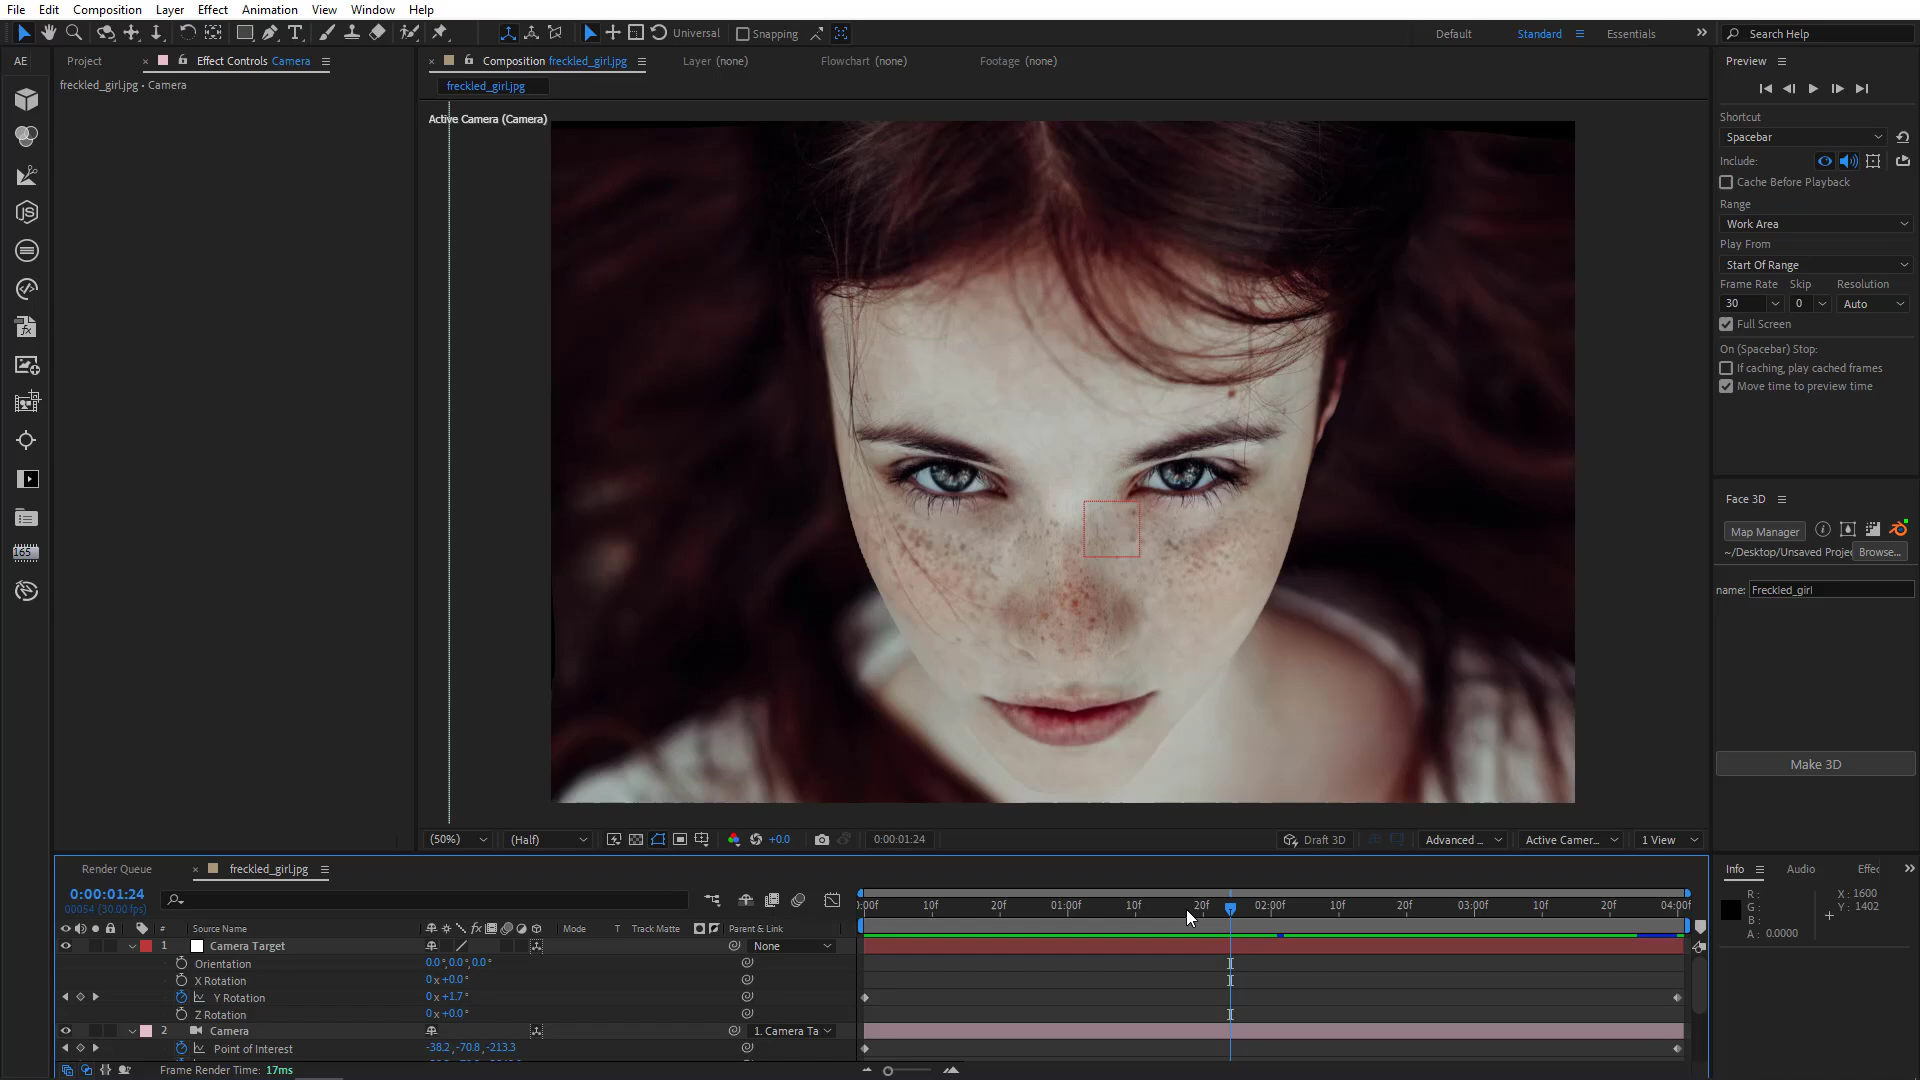 File Edit Composition Layer Effect Animation View Window Help
Universal Snapping Default Standard Essentials Search Help
AE Project Effect Controls Camera Composition freckled_girl.jpg Layer (none) Flowchart (none) Footage (none) Preview
freckled_girl.jpg • Camera freckled_girl.jpg
Active Camera (Camera)
Shortcut
Spacebar
Include:
Cache Before Playback
Range
Work Area
Play From
Start Of Range
Frame Rate Skip Resolution
30 0 Auto
Full Screen
On (Spacebar) Stop:
If caching, play cached frames
Move time to preview time
Face 3D
Map Manager
~/Desktop/Unsaved Projec Browse...
name: Freckled_girl
Make 3D
165
(50%) (Half) +0.0 0:00:01:24 Draft 3D Advanced ... Active Camer... 1 View
Render Queue freckled_girl.jpg Info Audio Effec
0:00:01:24
00054 (30.00 fps)
:00f 10f 20f 01:00f 10f 20f 02:00f 10f 20f 03:00f 10f 20f 04:00f
R: X: 1600
G: Y: 1402
B:
A: 0.0000
# Source Name Mode T Track Matte Parent & Link
1 Camera Target None
Orientation 0.0°,0.0°,0.0°
X Rotation 0x+0.0°
Y Rotation 0x+1.7°
Z Rotation 0x+0.0°
2 Camera 1. Camera Ta
Point of Interest -38.2,-70.8,-213.3
Frame Render Time: 17ms